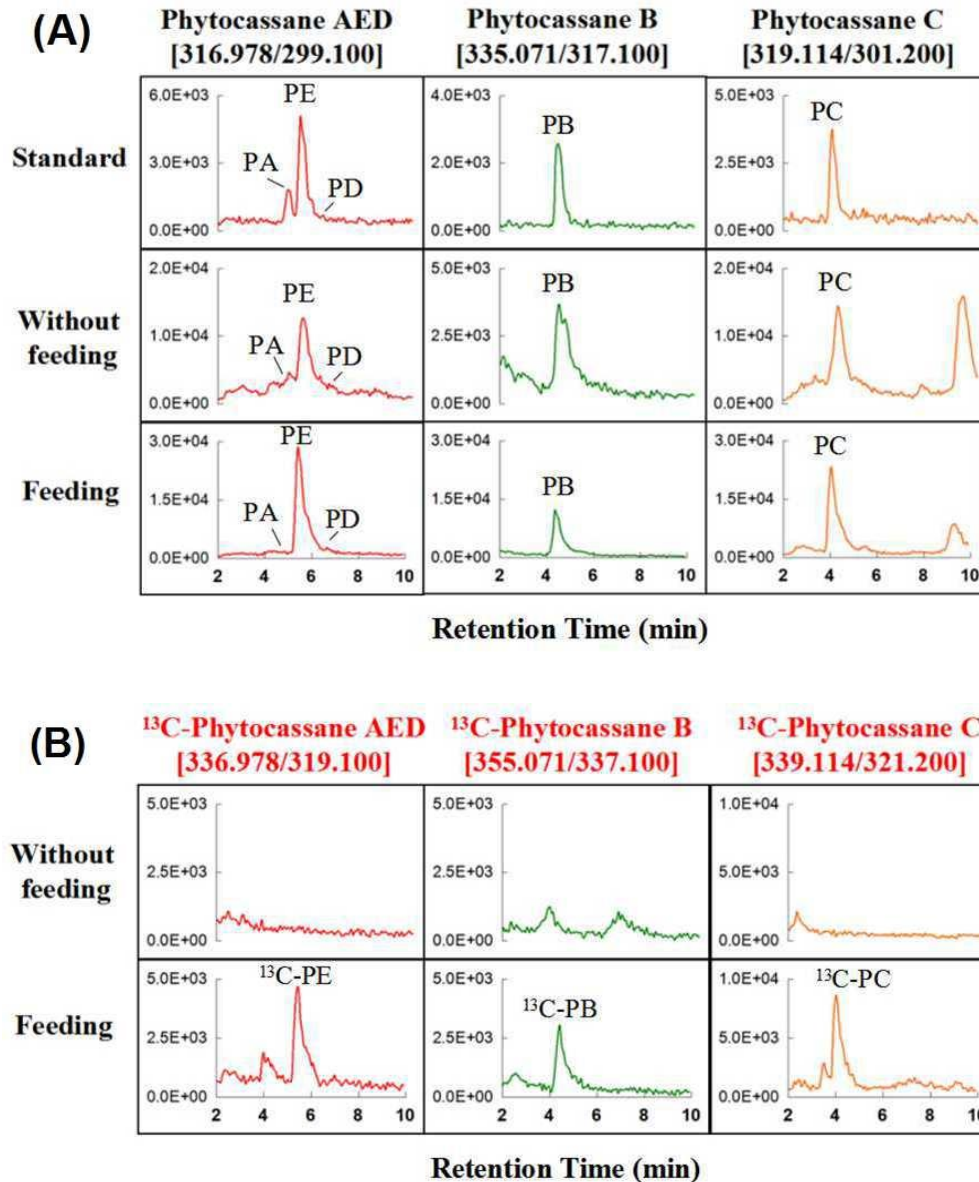 (A)
Phytocassane AED
[316.978/299.100]
Phytocassane B
[335.071/317.100]
Phytocassane C
[319.114/301.200]
Standard
6.0E+03
3.0E+03
0.0E+00
PA
PE
PD
4.0E+03
2.0E+03
0.0E+00
PB
5.0E+03
2.5E+03
0.0E+00
PC
Without
feeding
2.0E+04
1.0E+04
0.0E+00
PA
PE
PD
5.0E+03
2.5E+03
0.0E+00
PB
2.0E+04
1.0E+04
0.0E+00
PC
Feeding
3.0E+04
1.5E+04
0.0E+00
PA
PE
PD
2 4 6 8 10
3.0E+04
1.5E+04
0.0E+00
PB
2 4 6 8 10
3.0E+04
1.5E+04
0.0E+00
PC
2 4 6 8 10
Retention Time (min)
(B)
¹³C-Phytocassane AED
[336.978/319.100]
¹³C-Phytocassane B
[355.071/337.100]
¹³C-Phytocassane C
[339.114/321.200]
Without
feeding
5.0E+03
2.5E+03
0.0E+00
5.0E+03
2.5E+03
0.0E+00
1.0E+04
5.0E+03
0.0E+00
Feeding
5.0E+03
2.5E+03
0.0E+00
¹³C-PE
2 4 6 8 10
5.0E+03
2.5E+03
0.0E+00
¹³C-PB
2 4 6 8 10
1.0E+04
5.0E+03
0.0E+00
¹³C-PC
2 4 6 8 10
Retention Time (min)